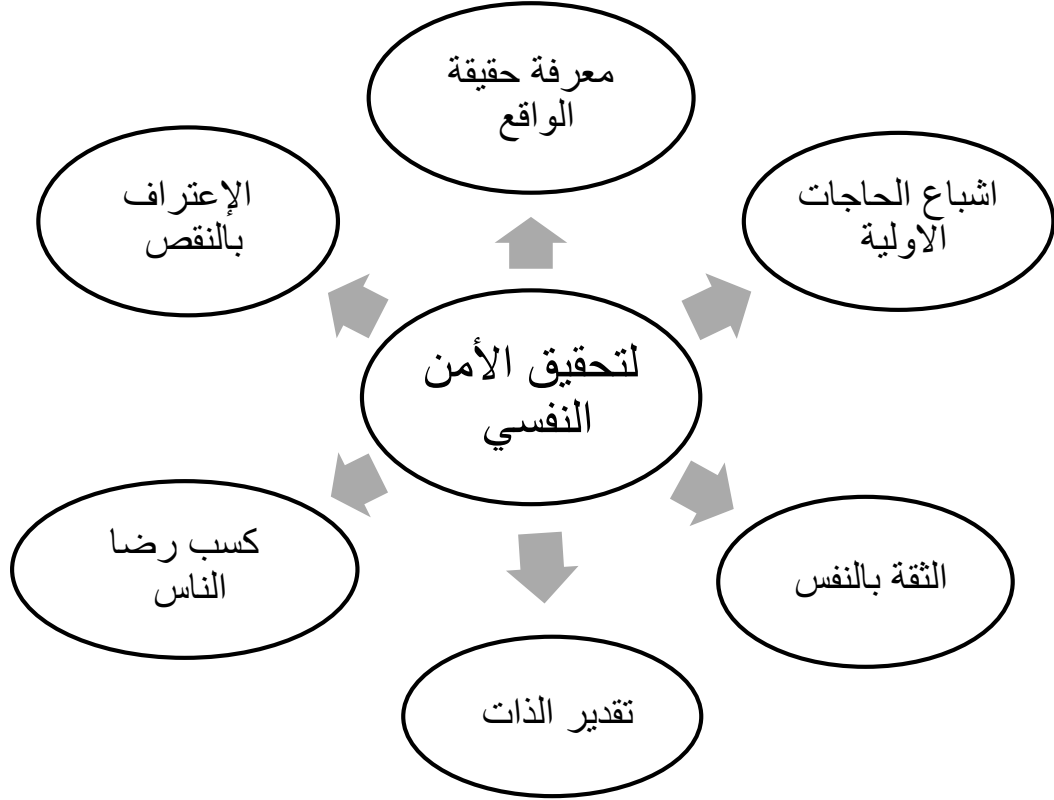 معرفة حقيقة
الواقع
اشباع الحاجات
الاولية
الإعتراف
بالنقص
لتحقيق الأمن
النفسي
الثقة بالنفس
كسب رضا
الناس
تقدير الذات